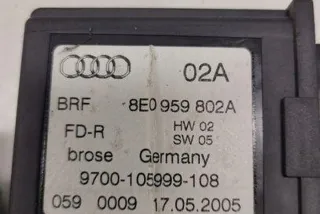 02A
BRF 8E0 959 802A
FD-R HW 02
SW 05
brose Germany
9700-105999-108
059 0009 17.05.2005